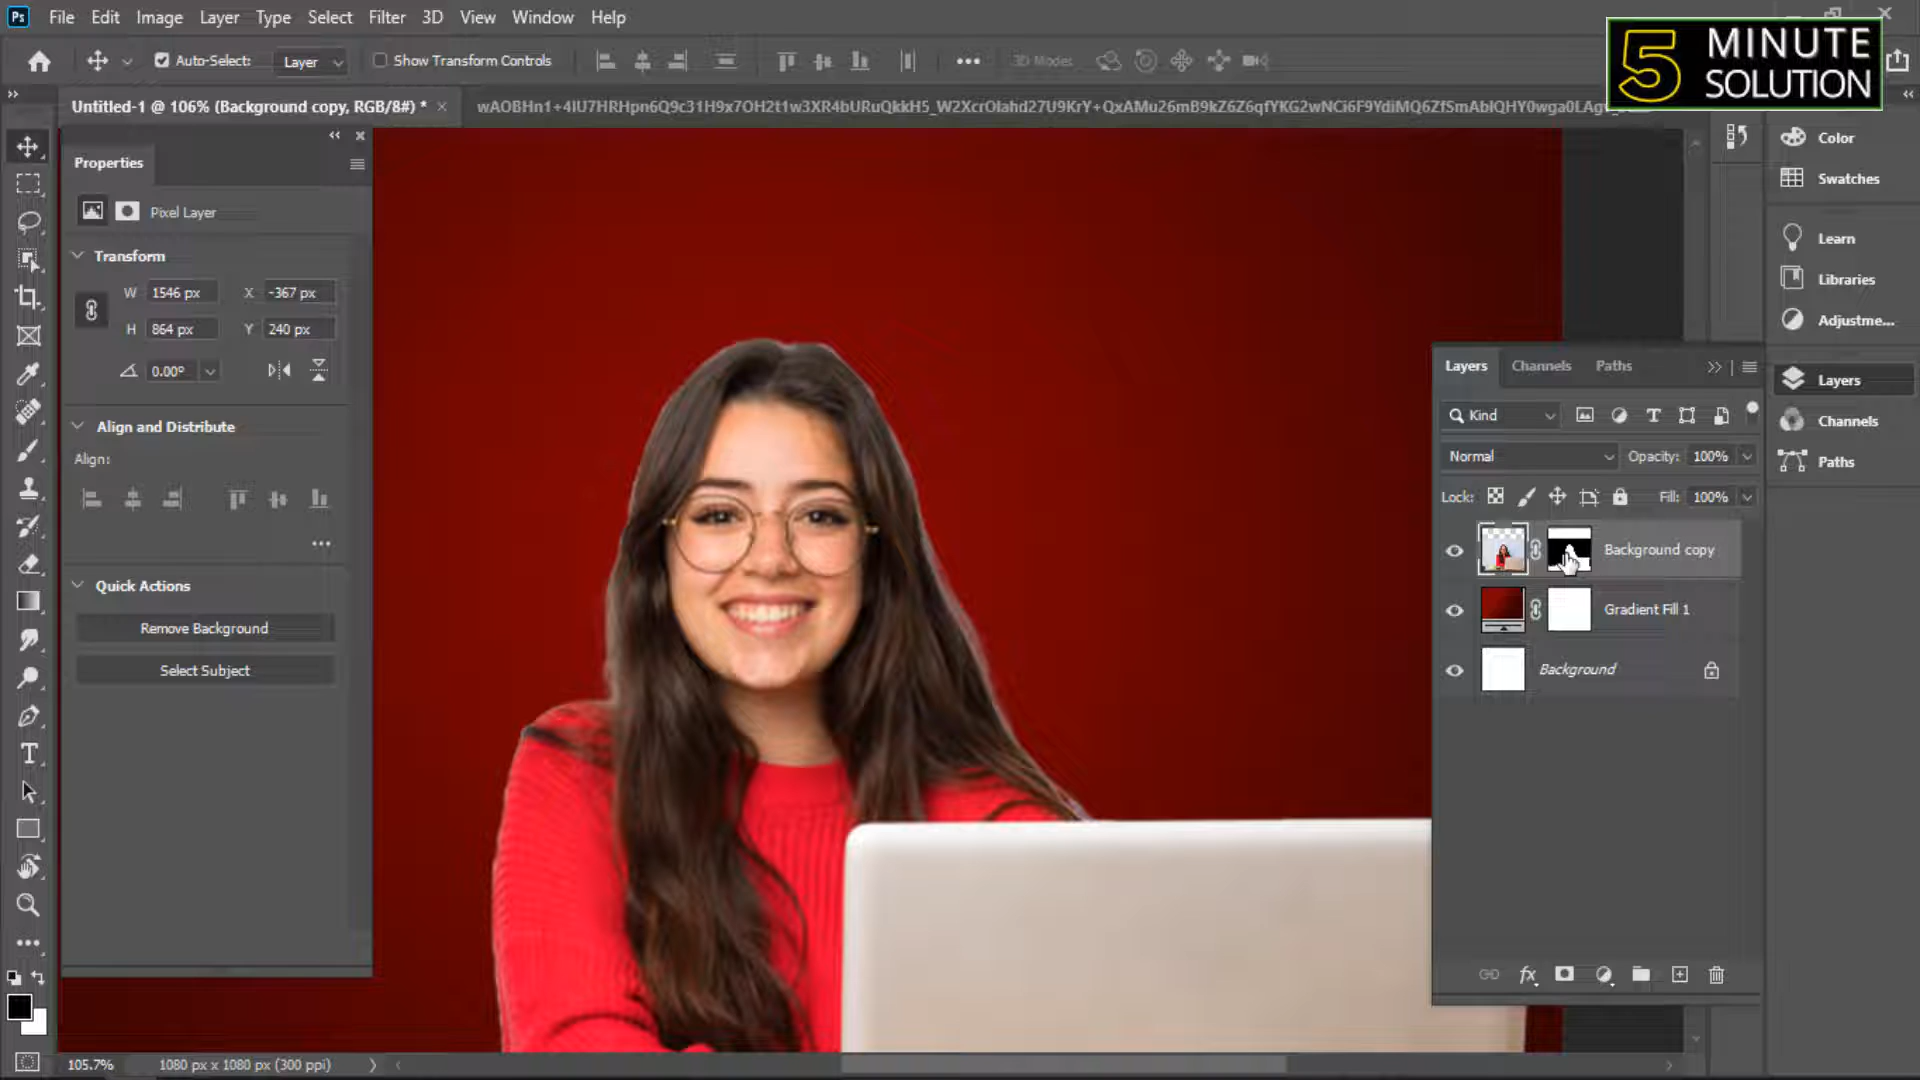 Ps File Edit Image Layer Type Select Filter 3D View Window Help
5 MINUTE SOLUTION
Auto-Select: Layer Show Transform Controls 3D Mode:
Untitled-1 @ 106% (Background copy, RGB/8#) *
Properties
Pixel Layer
Transform
W 1546 px X -367 px
H 864 px Y 240 px
0.00°
Align and Distribute
Align:
Quick Actions
Remove Background
Select Subject
Color
Swatches
Learn
Libraries
Adjustme...
Layers
Channels
Paths
Layers Channels Paths
Kind
Normal Opacity: 100%
Lock: Fill: 100%
Background copy
Gradient Fill 1
Background
fx
105.7% 1080 px x 1080 px (300 ppi)